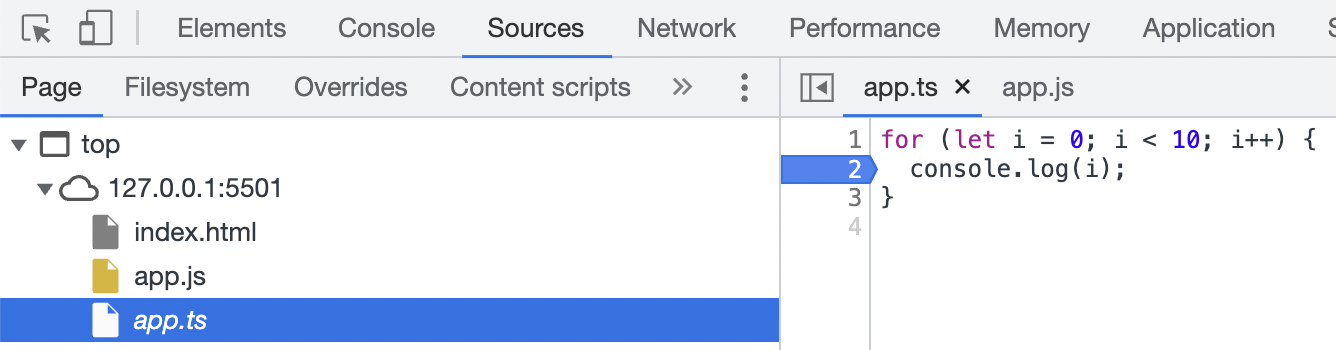 Elements Console Sources Network Performance Memory Application
Page Filesystem Overrides Content scripts » app.ts × app.js
top
127.0.0.1:5501
index.html
app.js
app.ts
1 for (let i = 0; i < 10; i++) {
2 console.log(i);
3 }
4